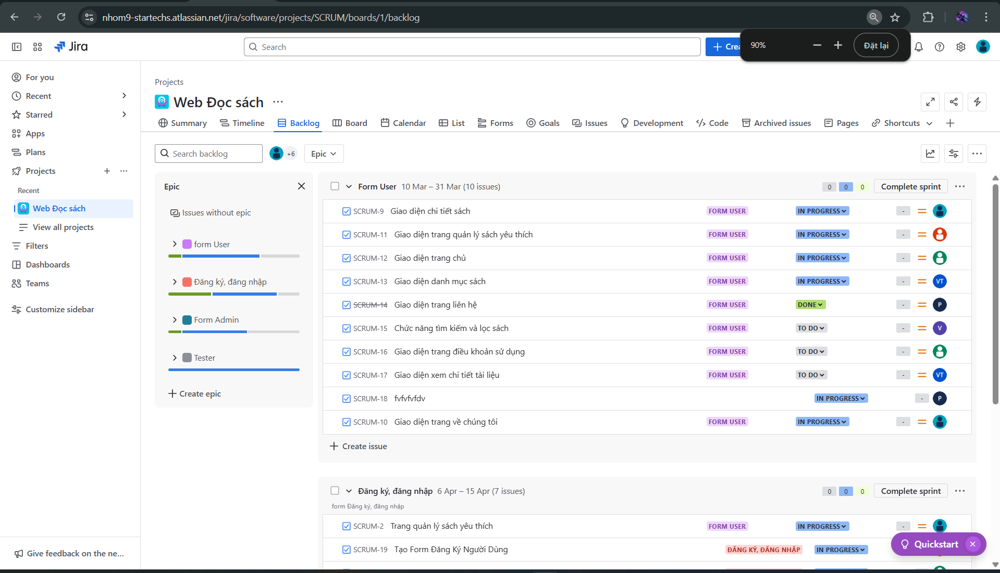 nhom9-startechs.atlassian.net/jira/software/projects/SCRUM/boards/1/backlog
90%
Đặt lại
Jira
Search
Crea
For you
Recent
Starred
Apps
Plans
Projects
Recent
Web Đọc sách
View all projects
Filters
Dashboards
Teams
Customize sidebar
Give feedback on the ne...
Projects
Web Đọc sách
Summary
Timeline
Backlog
Board
Calendar
List
Forms
Goals
Issues
Development
Code
Archived issues
Pages
Shortcuts
Search backlog
+6
Epic
Epic
Issues without epic
form User
Đăng ký, đăng nhập
Form Admin
Tester
Create epic
Form User 10 Mar – 31 Mar (10 issues) 0 0 0 Complete sprint
SCRUM-9 Giao diện chi tiết sách FORM USER IN PROGRESS -
SCRUM-11 Giao diện trang quản lý sách yêu thích FORM USER IN PROGRESS -
SCRUM-12 Giao diện trang chủ FORM USER IN PROGRESS -
SCRUM-13 Giao diện danh mục sách FORM USER IN PROGRESS - VT
SCRUM-14 Giao diện trang liên hệ FORM USER DONE - P
SCRUM-15 Chức năng tìm kiếm và lọc sách FORM USER TO DO - V
SCRUM-16 Giao diện trang điều khoản sử dụng FORM USER TO DO -
SCRUM-17 Giao diện xem chi tiết tài liệu FORM USER TO DO - VT
SCRUM-18 fvfvfvfdv IN PROGRESS - P
SCRUM-10 Giao diện trang về chúng tôi FORM USER IN PROGRESS -
Create issue
Đăng ký, đăng nhập 6 Apr – 15 Apr (7 issues) 0 0 0 Complete sprint
form Đăng ký, đăng nhập
SCRUM-2 Trang quản lý sách yêu thích FORM USER IN PROGRESS -
SCRUM-19 Tạo Form Đăng Ký Người Dùng ĐĂNG KÝ, ĐĂNG NHẬP IN PROGRESS
Quickstart